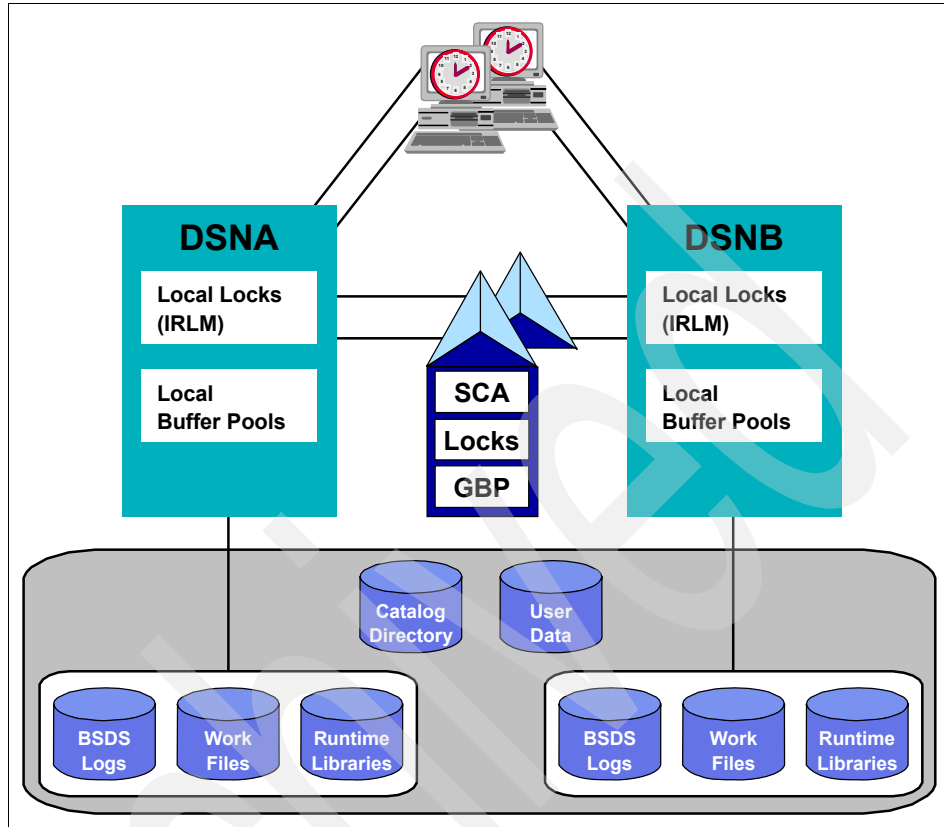 DSNA
Local Locks
(IRLM)
Local
Buffer Pools
DSNB
Local Locks
(IRLM)
Local
Buffer Pools
SCA
Locks
GBP
Catalog
Directory
User
Data
BSDS
Logs
Work
Files
Runtime
Libraries
BSDS
Logs
Work
Files
Runtime
Libraries